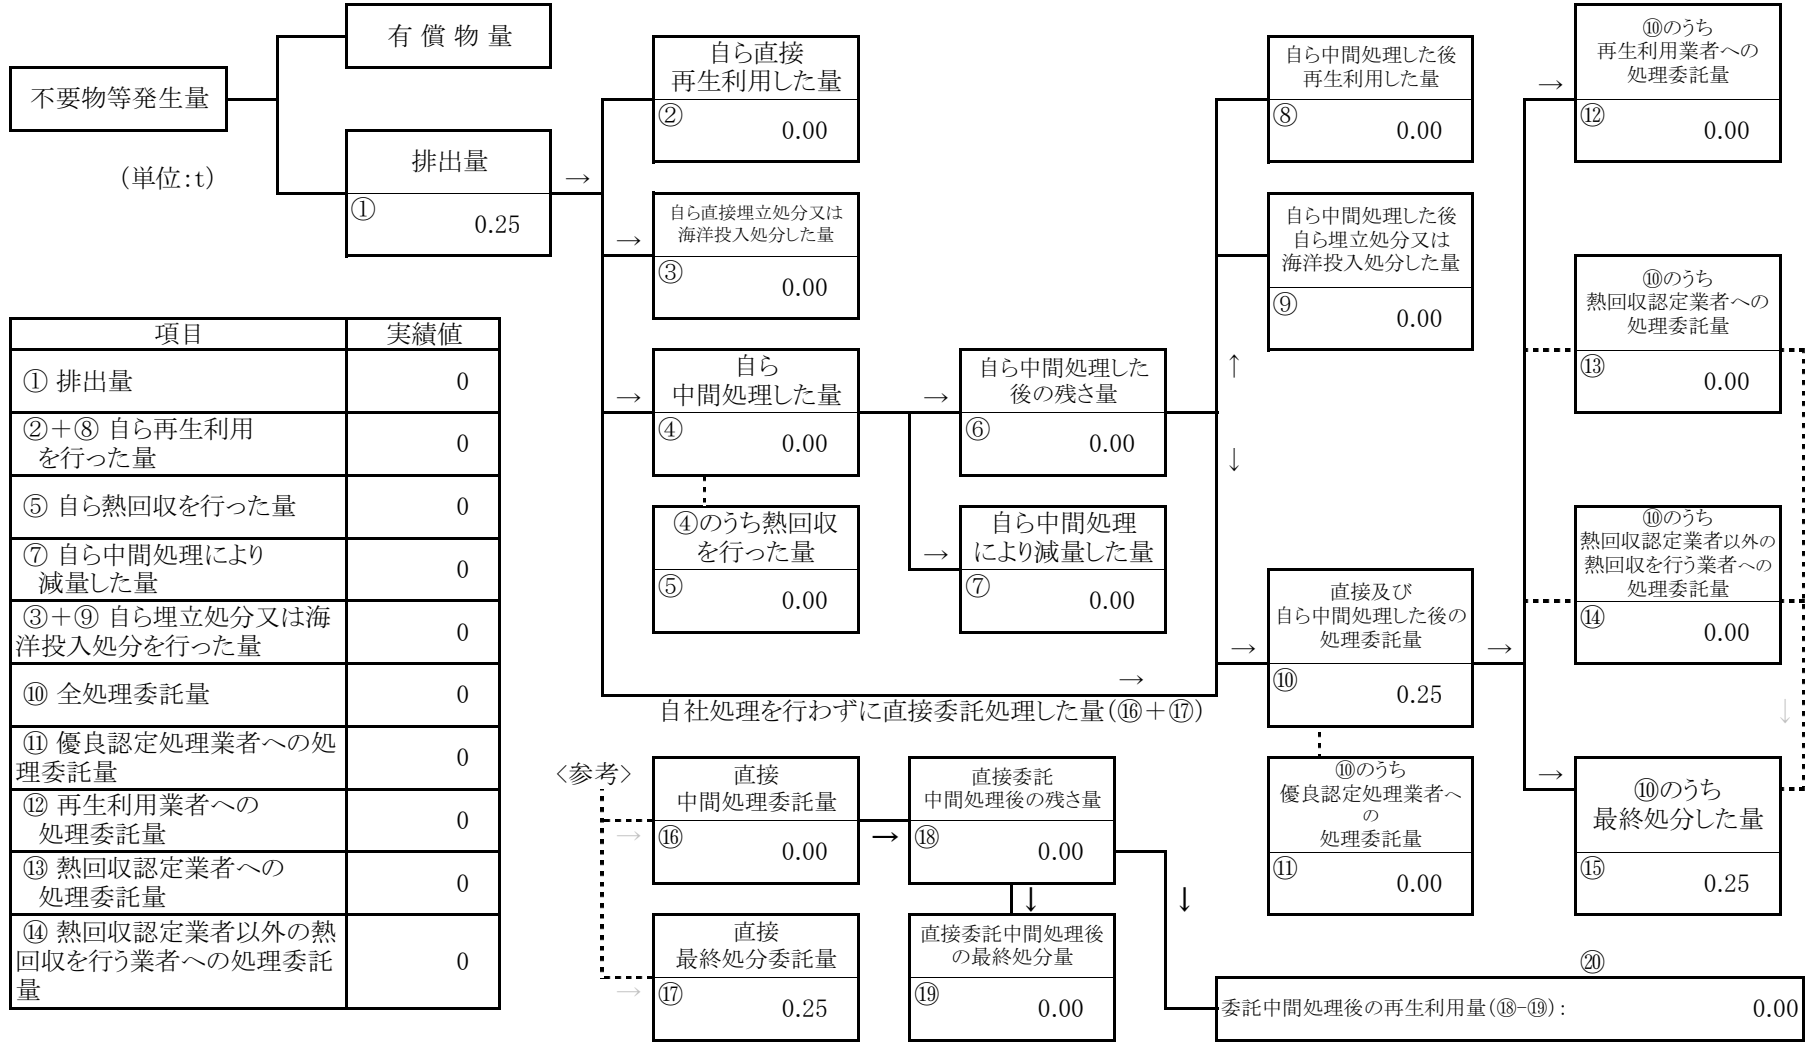 有 償 物 量
不要物等発生量
(単位:t)
排出量
①
0.25
→
自ら直接
再生利用した量
②
0.00
→
自ら直接埋立処分又は
海洋投入処分した量
③
0.00
→
自ら
中間処理した量
④
0.00
④のうち熱回収
を行った量
⑤
0.00
→
自ら中間処理した
後の残さ量
⑥
0.00
→
自ら中間処理
により減量した量
⑦
0.00
↑
↓
自ら中間処理した後
再生利用した量
⑧
0.00
自ら中間処理した後
自ら埋立処分又は
海洋投入処分した量
⑨
0.00
→
自社処理を行わずに直接委託処理した量(⑯+⑰)
→
直接及び
自ら中間処理した後の
処理委託量
⑩
0.25
⑩のうち
優良認定処理業者へ
の
処理委託量
⑪
0.00
→
→
⑩のうち
再生利用業者への
処理委託量
⑫
0.00
⑩のうち
熱回収認定業者への
処理委託量
⑬
0.00
⑩のうち
熱回収認定業者以外の
熱回収を行う業者への
処理委託量
⑭
0.00
↓
→
⑩のうち
最終処分した量
⑮
0.25
項目 実績値
① 排出量 0
②+⑧ 自ら再生利用
を行った量 0
⑤ 自ら熱回収を行った量 0
⑦ 自ら中間処理により
減量した量 0
③+⑨ 自ら埋立処分又は海
洋投入処分を行った量 0
⑩ 全処理委託量 0
⑪ 優良認定処理業者への処
理委託量 0
⑫ 再生利用業者への
処理委託量 0
⑬ 熱回収認定業者への
処理委託量 0
⑭ 熱回収認定業者以外の熱
回収を行う業者への処理委託
量 0
<参考>
→
直接
中間処理委託量
⑯
0.00
→
直接
最終処分委託量
⑰
0.25
→
直接委託
中間処理後の残さ量
⑱
0.00
↓
直接委託中間処理後
の最終処分量
⑲
0.00
↓
⑳
委託中間処理後の再生利用量(⑱-⑲): 0.00